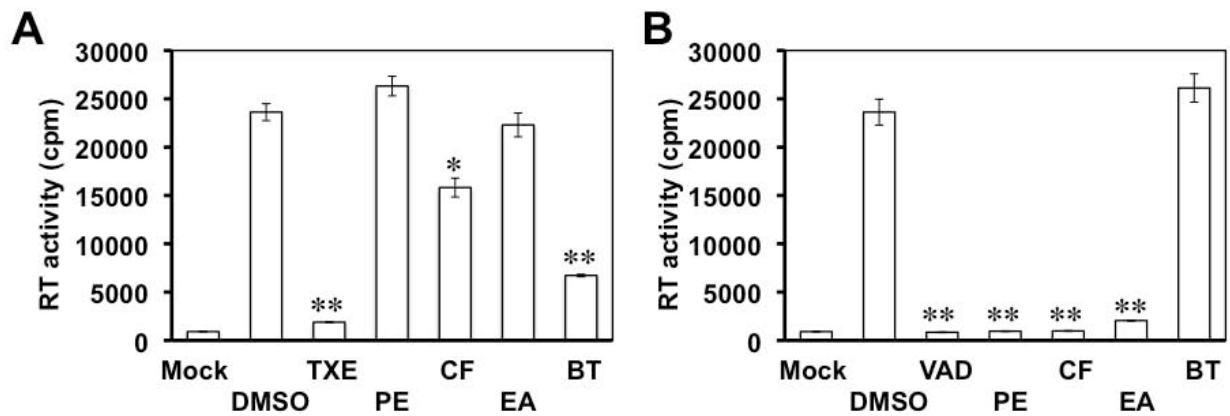 A
RT activity (cpm)
30000
25000
20000
15000
10000
5000
0
*
**
**
Mock TXE CF BT
DMSO PE EA
B
RT activity (cpm)
30000
25000
20000
15000
10000
5000
0
** ** ** **
Mock VAD CF BT
DMSO PE EA